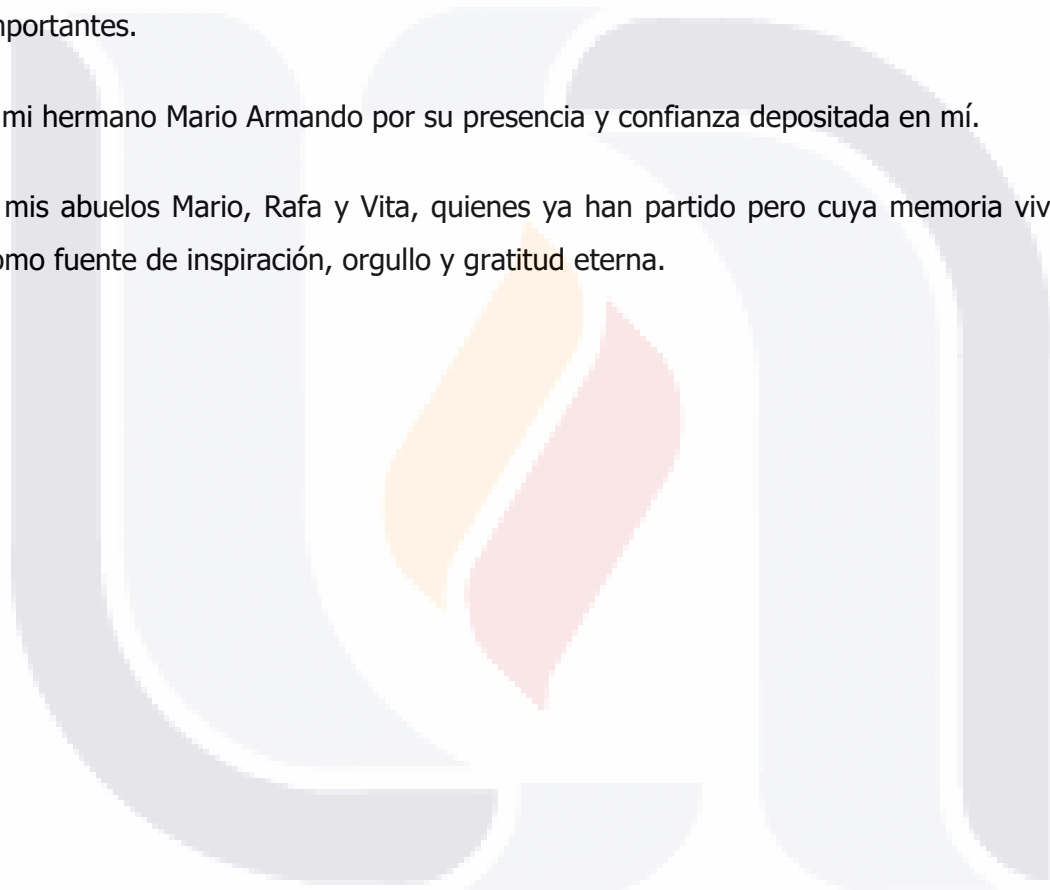 mportantes.
mi hermano Mario Armando por su presencia y confianza depositada en mí.
mis abuelos Mario, Rafa y Vita, quienes ya han partido pero cuya memoria viv
omo fuente de inspiración, orgullo y gratitud eterna.